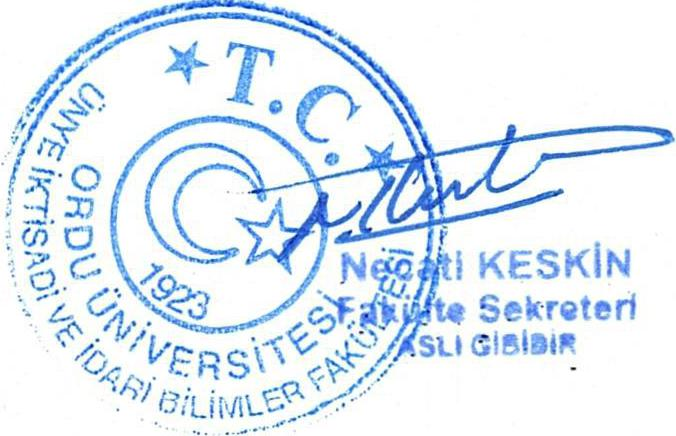 T.C.
ÜNYE İKTİSADİ VE İDARİ BİLİMLER FAKÜLTESİ
ORDU ÜNİVERSİTESİ
1923
Necati KESKİN
Fakülte Sekreteri
ASLI GİBİDİR